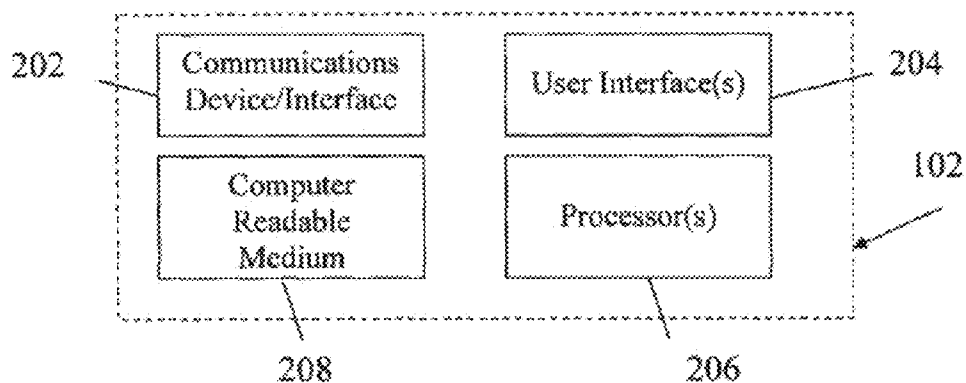 202
Communications
Device/Interface
User Interface(s)
204
102
Computer
Readable
Medium
Processor(s)
208
206